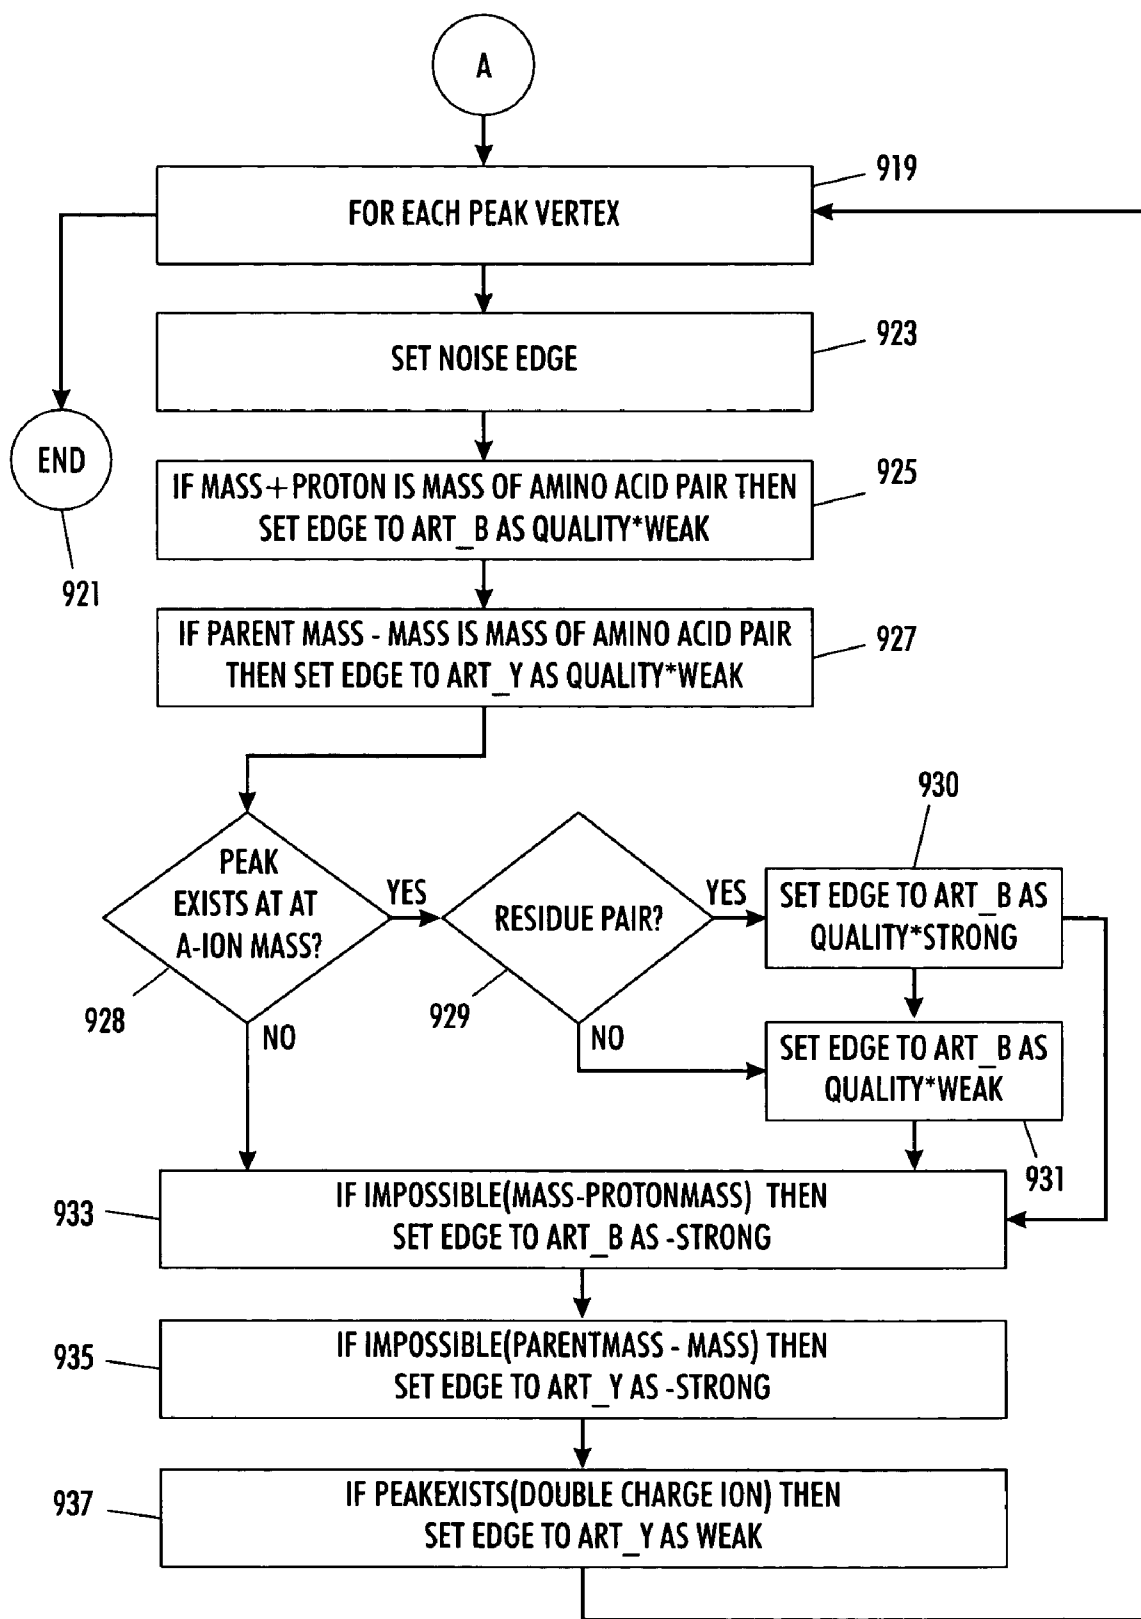 A
919
FOR EACH PEAK VERTEX
923
SET NOISE EDGE
END
921
925
IF MASS+PROTON IS MASS OF AMINO ACID PAIR THEN
SET EDGE TO ART_B AS QUALITY*WEAK
927
IF PARENT MASS - MASS IS MASS OF AMINO ACID PAIR
THEN SET EDGE TO ART_Y AS QUALITY*WEAK
PEAK
EXISTS AT AT
A-ION MASS?
928
YES
NO
RESIDUE PAIR?
929
YES
NO
930
SET EDGE TO ART_B AS
QUALITY*STRONG
SET EDGE TO ART_B AS
QUALITY*WEAK
931
933
IF IMPOSSIBLE(MASS-PROTONMASS) THEN
SET EDGE TO ART_B AS -STRONG
935
IF IMPOSSIBLE(PARENTMASS - MASS) THEN
SET EDGE TO ART_Y AS -STRONG
937
IF PEAKEXISTS(DOUBLE CHARGE ION) THEN
SET EDGE TO ART_Y AS WEAK